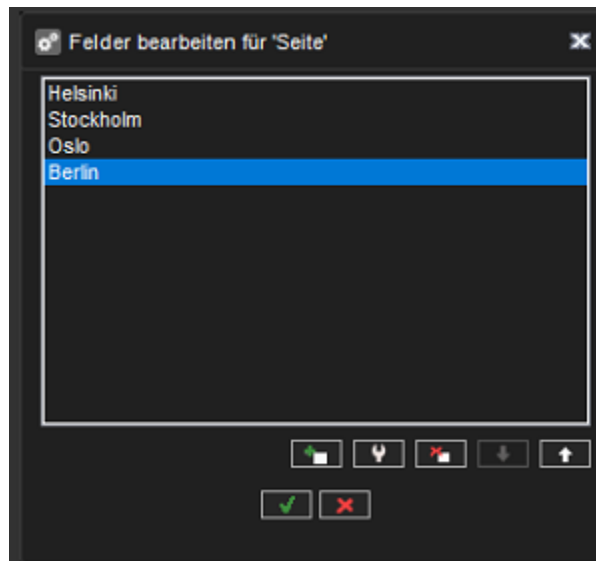 Felder bearbeiten für 'Seite'
Helsinki
Stockholm
Oslo
Berlin